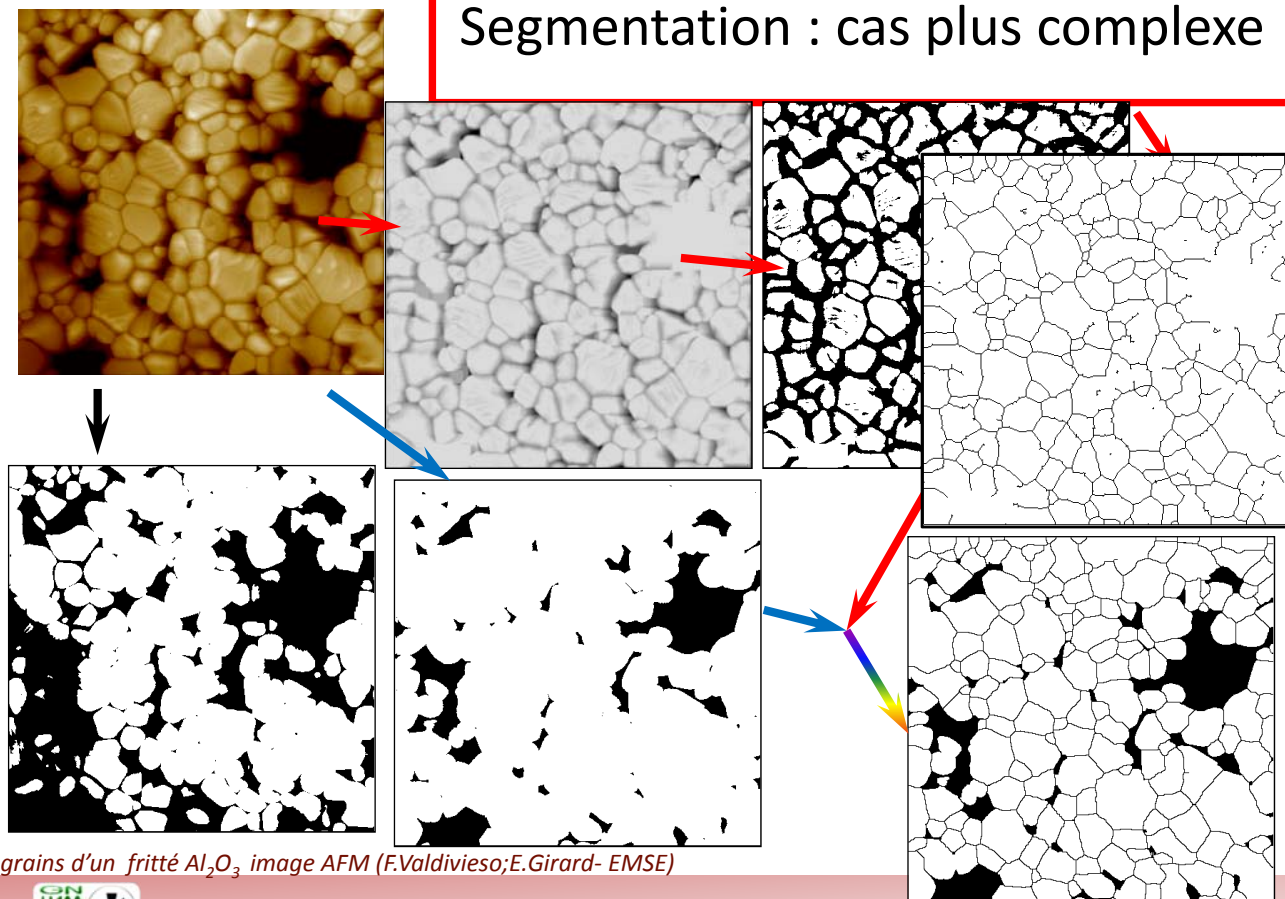 Segmentation : cas plus complexe
grains d'un fritté Al₂O₃ image AFM (F.Valdivieso;E.Girard- EMSE)